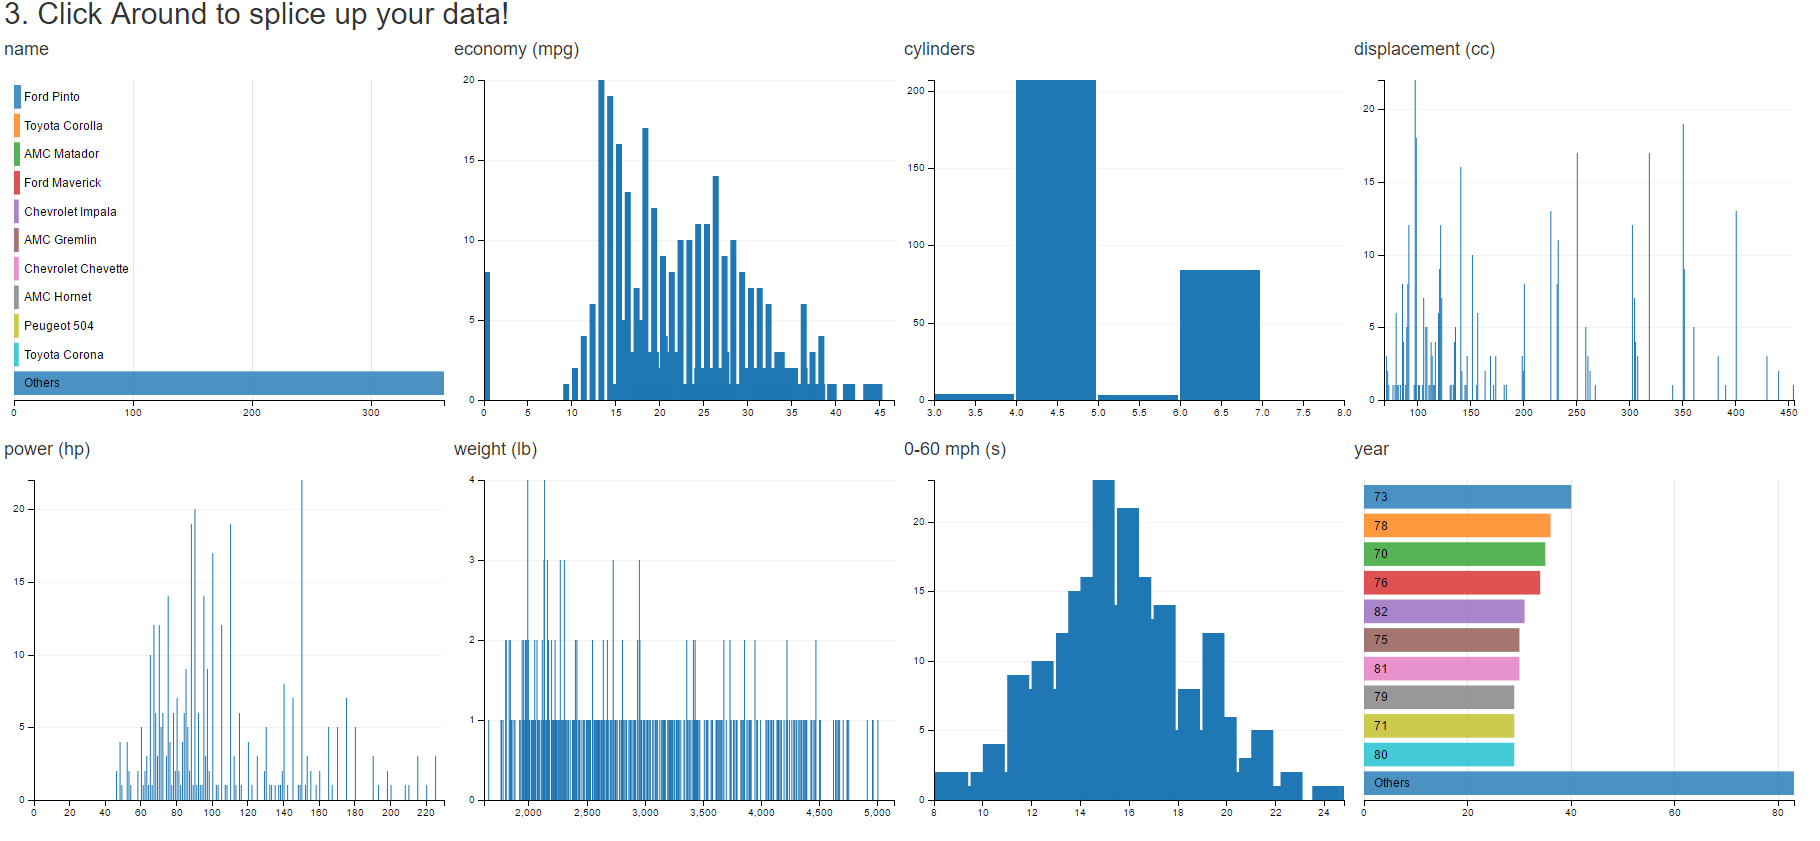 3. Click Around to splice up your data!
name
Ford Pinto
Toyota Corolla
AMC Matador
Ford Maverick
Chevrolet Impala
AMC Gremlin
Chevrolet Chevette
AMC Hornet
Peugeot 504
Toyota Corona
Others
0 100 200 300
economy (mpg)
20
15
10
5
0
0 5 10 15 20 25 30 35 40 45
cylinders
200
150
100
50
0
3.0 3.5 4.0 4.5 5.0 5.5 6.0 6.5 7.0 7.5 8.0
displacement (cc)
20
15
10
5
0
100 150 200 250 300 350 400 450
power (hp)
20
15
10
5
0
0 20 40 60 80 100 120 140 160 180 200 220
weight (lb)
4
3
2
1
0
2,000 2,500 3,000 3,500 4,000 4,500 5,000
0-60 mph (s)
20
15
10
5
0
8 10 12 14 16 18 20 22 24
year
73
78
70
76
82
75
81
79
71
80
Others
0 20 40 60 80